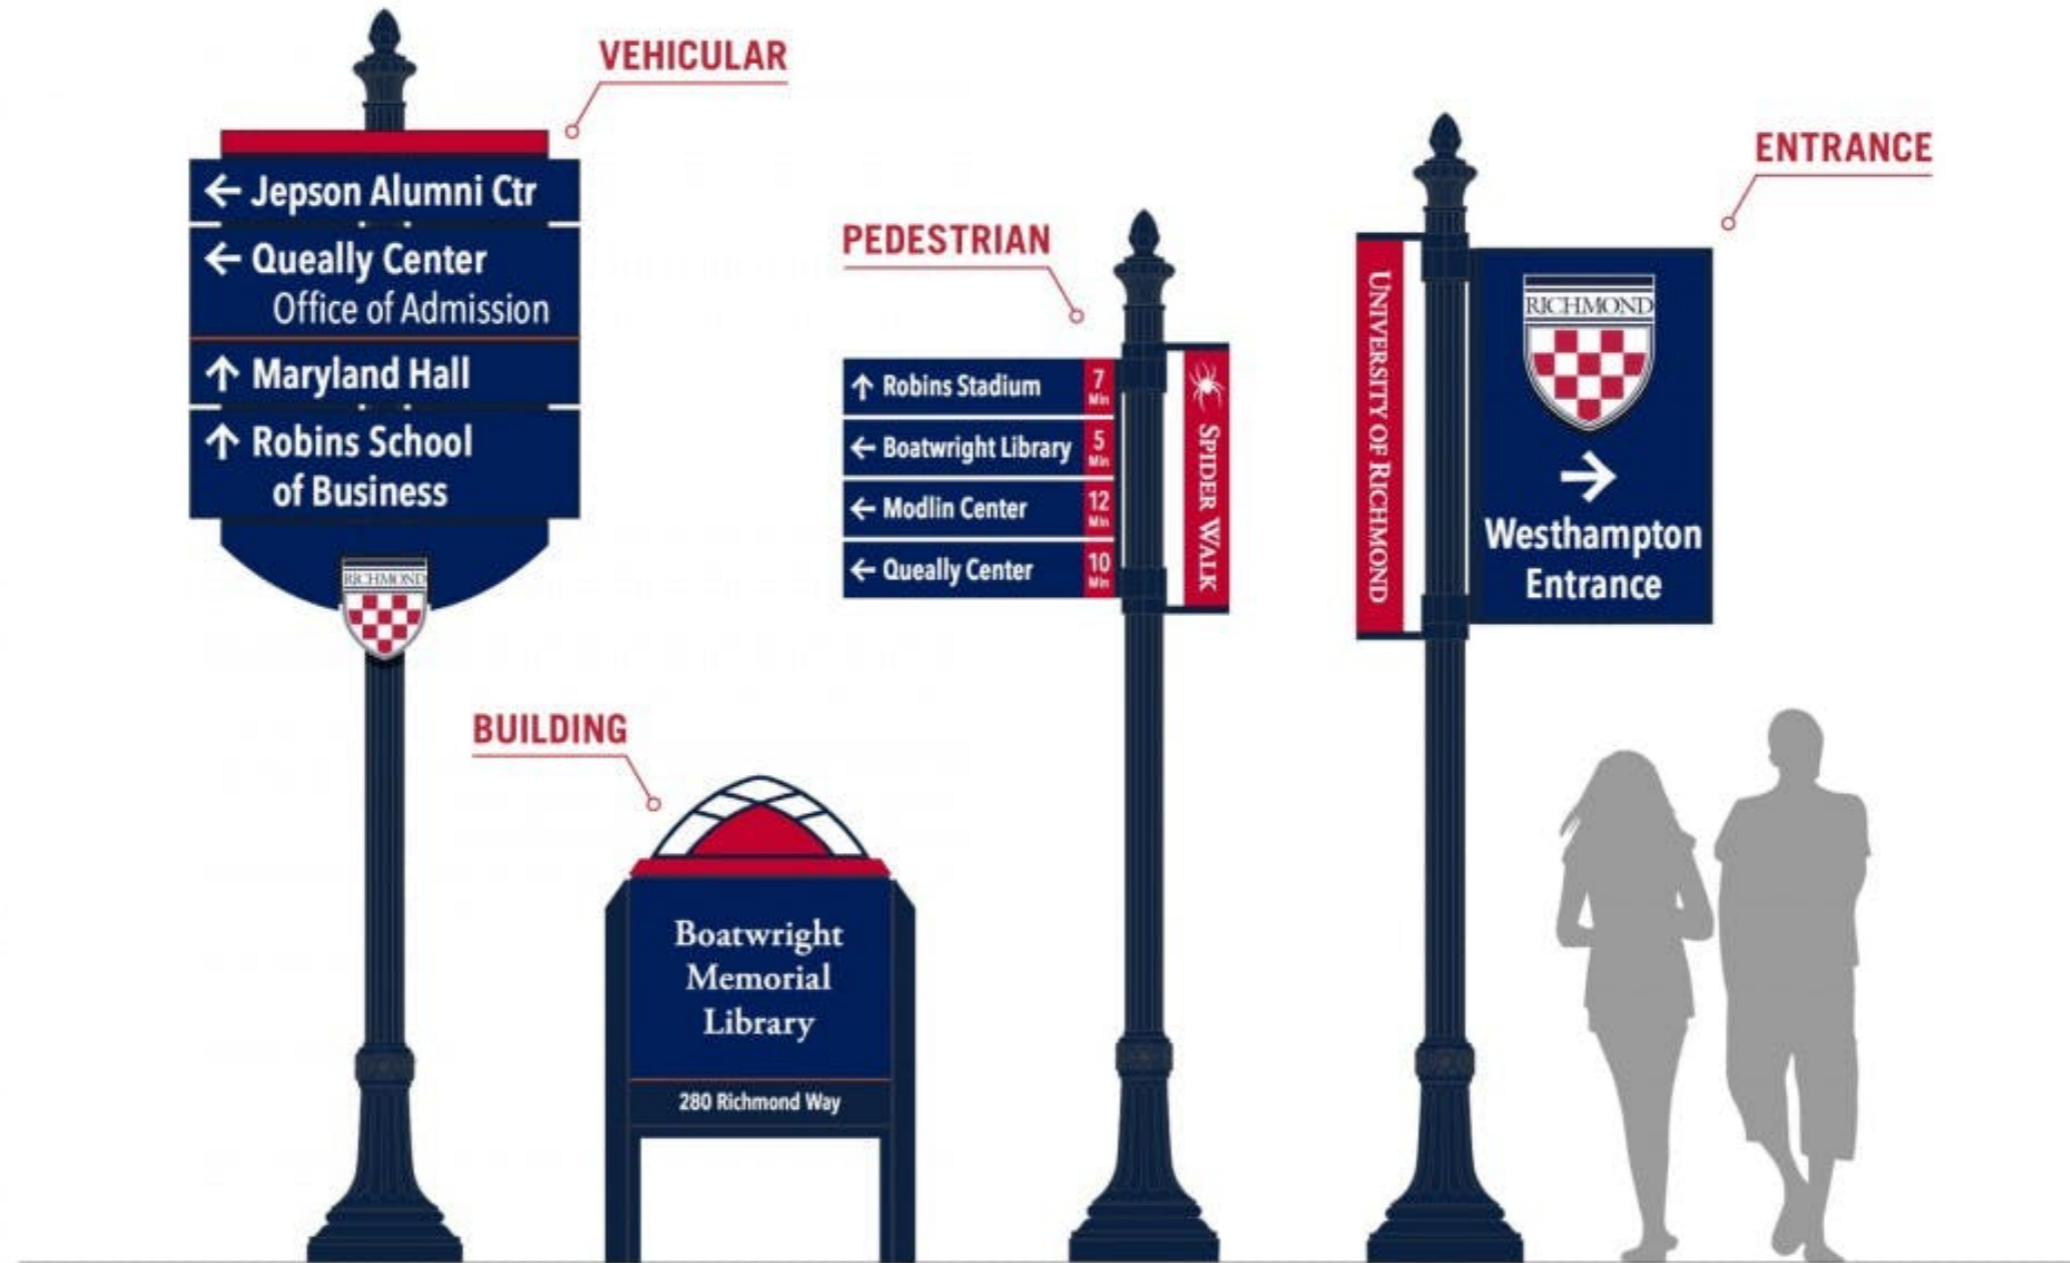 VEHICULAR
← Jepson Alumni Ctr
← Queally Center
Office of Admission
↑ Maryland Hall
↑ Robins School
of Business
RICHMOND
BUILDING
Boatwright
Memorial
Library
280 Richmond Way
PEDESTRIAN
↑ Robins Stadium 7 Min
← Boatwright Library 5 Min
← Modlin Center 12 Min
← Queally Center 10 Min
SPIDER WALK
ENTRANCE
UNIVERSITY OF RICHMOND
RICHMOND
→
Westhampton
Entrance